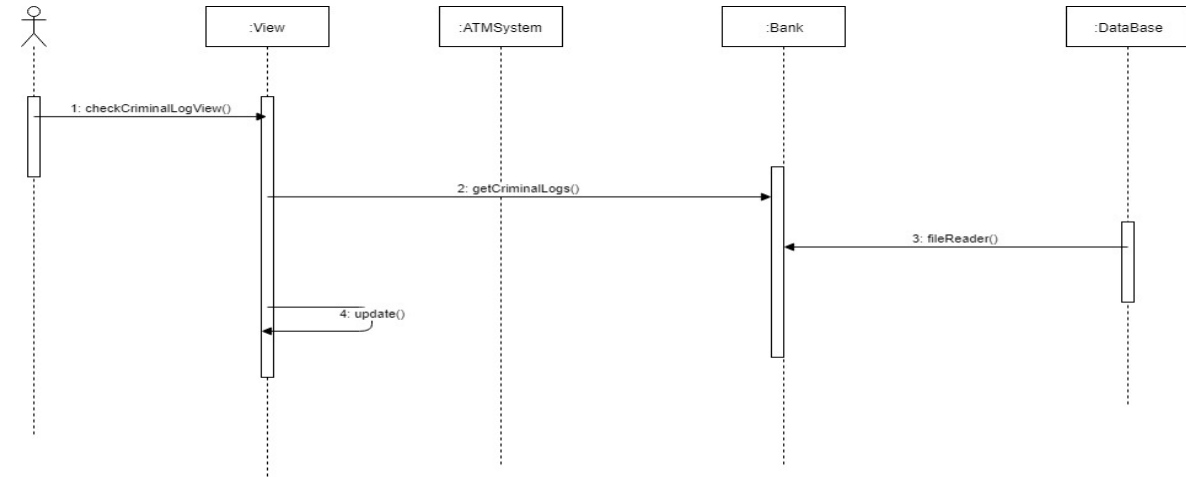 :View
:ATMSystem
:Bank
:DataBase
1: checkCriminalLogView()
2: getCriminalLogs()
3: fileReader()
4: update()